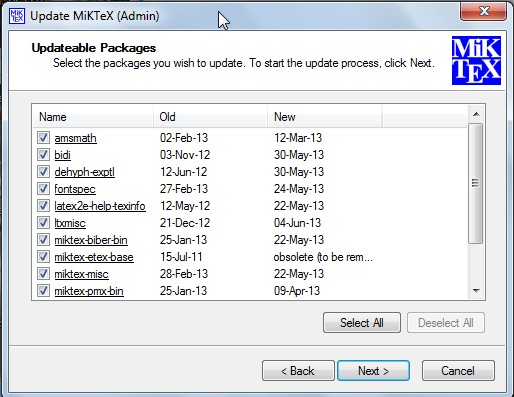 Update MiKTeX (Admin)
Updateable Packages
Select the packages you wish to update. To start the update process, click Next.
MiK
TEX
Name Old New
amsmath 02-Feb-13 12-Mar-13
bidi 03-Nov-12 30-May-13
dehyph-exptl 12-Jun-12 30-May-13
fontspec 27-Feb-13 24-May-13
latex2e-help-texinfo 12-May-12 22-May-13
ltxmisc 21-Dec-12 04-Jun-13
miktex-biber-bin 25-Jan-13 22-May-13
miktex-etex-base 15-Jul-11 obsolete (to be rem...
miktex-misc 28-Feb-13 22-May-13
miktex-pmx-bin 25-Jan-13 09-Apr-13
Select All Deselect All
< Back Next > Cancel